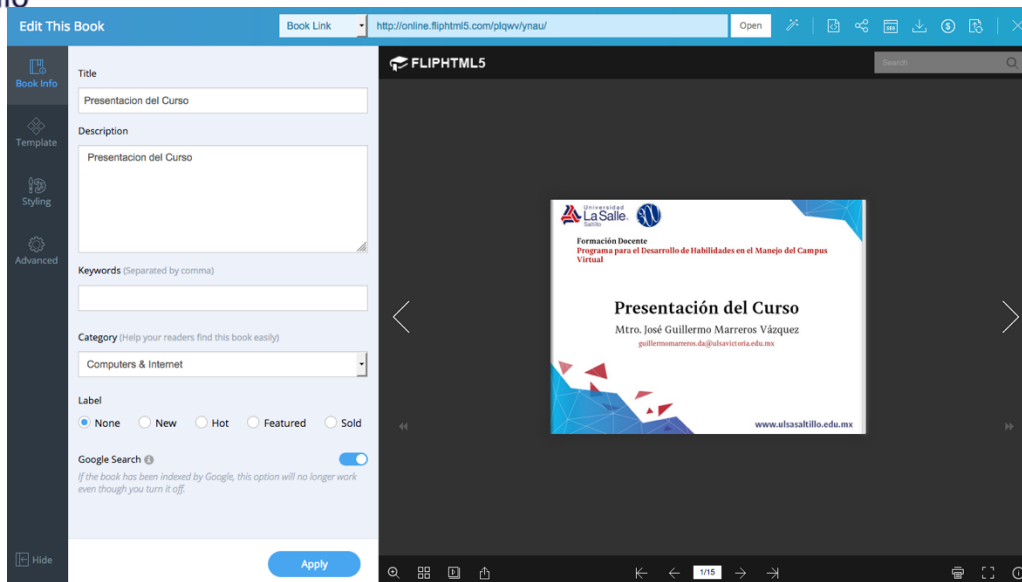 Edit This Book
Book Link
http://online.fliphtml5.com/plqwv/ynau/
Open
SEO
Book Info
Template
Styling
Advanced
Hide
Title
Presentacion del Curso
Description
Presentacion del Curso
Keywords (Separated by comma)
Category (Help your readers find this book easily)
Computers & Internet
Label
None New Hot Featured Sold
Google Search
If the book has been indexed by Google, this option will no longer work
even though you turn it off.
Apply
FLIPHTML5
Search
Universidad
La Salle.
Saltillo
Formación Docente
Programa para el Desarrollo de Habilidades en el Manejo del Campus
Virtual
Presentación del Curso
Mtro. José Guillermo Marreros Vázquez
guillermomarreros.da@ulsavictoria.edu.mx
www.ulsasaltillo.edu.mx
1/15